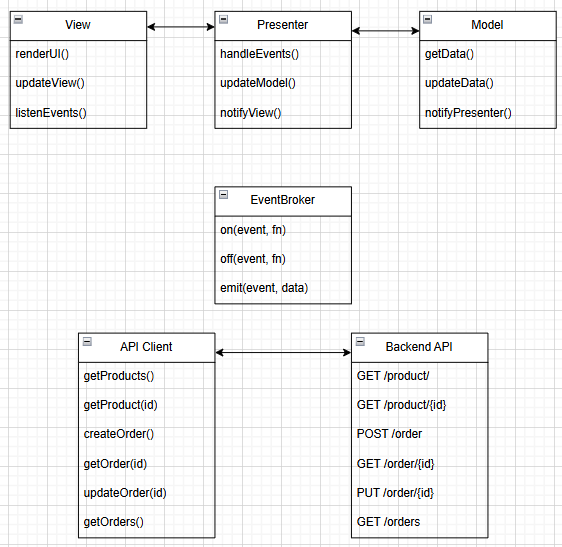 View
renderUI()
updateView()
listenEvents()
Presenter
handleEvents()
updateModel()
notifyView()
Model
getData()
updateData()
notifyPresenter()
EventBroker
on(event, fn)
off(event, fn)
emit(event, data)
API Client
getProducts()
getProduct(id)
createOrder()
getOrder(id)
updateOrder(id)
getOrders()
Backend API
GET /product/
GET /product/{id}
POST /order
GET /order/{id}
PUT /order/{id}
GET /orders